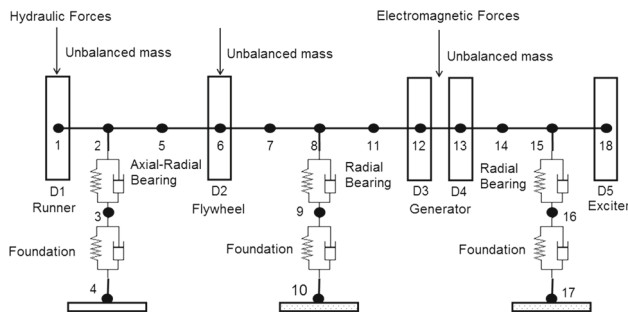 Hydraulic Forces
Electromagnetic Forces
Unbalanced mass
Unbalanced mass
Unbalanced mass
1 2 5 6 7 8 11 12 13 14 15 18
D1
Runner
Axial-Radial
Bearing
D2
Flywheel
Radial
Bearing
D3 D4
Generator
Radial
Bearing
D5
Exciter
3 9 16
Foundation
Foundation
Foundation
4 10 17